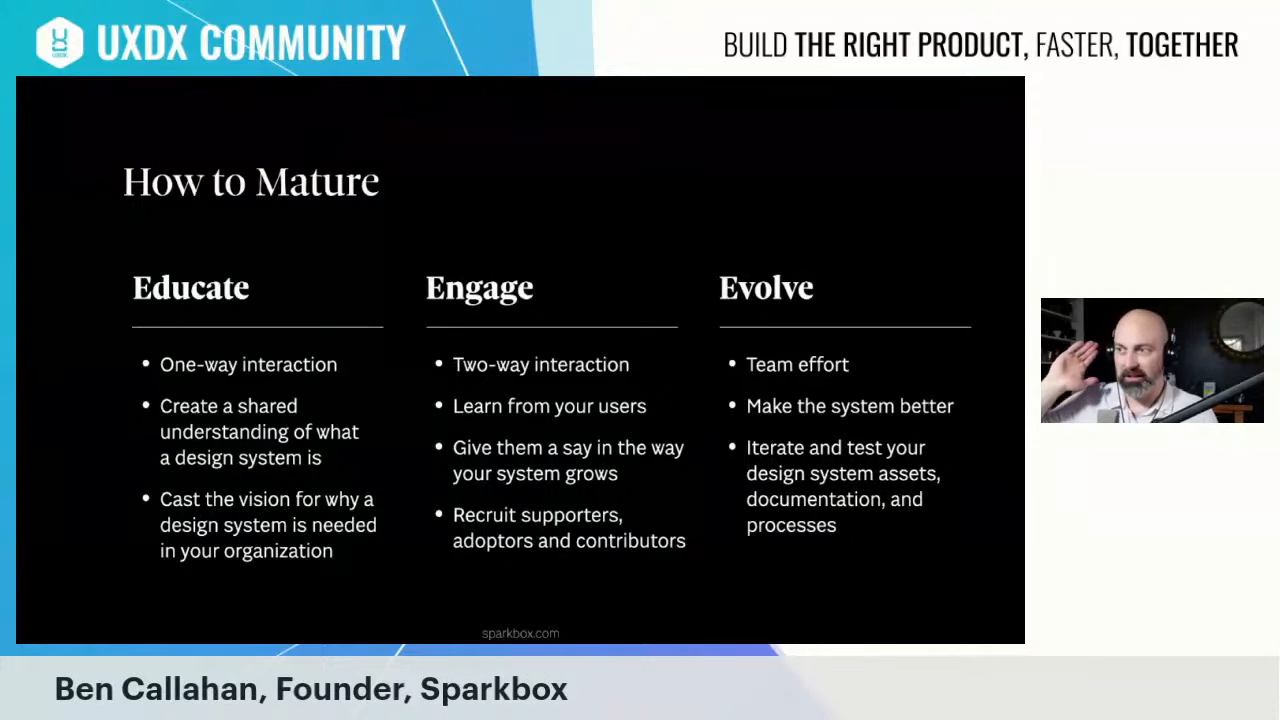 UXDX COMMUNITY
BUILD THE RIGHT PRODUCT, FASTER, TOGETHER
How to Mature
Educate
• One-way interaction
• Create a shared
understanding of what
a design system is
• Cast the vision for why a
design system is needed
in your organization
Engage
• Two-way interaction
• Learn from your users
• Give them a say in the way
your system grows
• Recruit supporters,
adoptors and contributors
Evolve
• Team effort
• Make the system better
• Iterate and test your
design system assets,
documentation, and
processes
sparkbox.com
Ben Callahan, Founder, Sparkbox